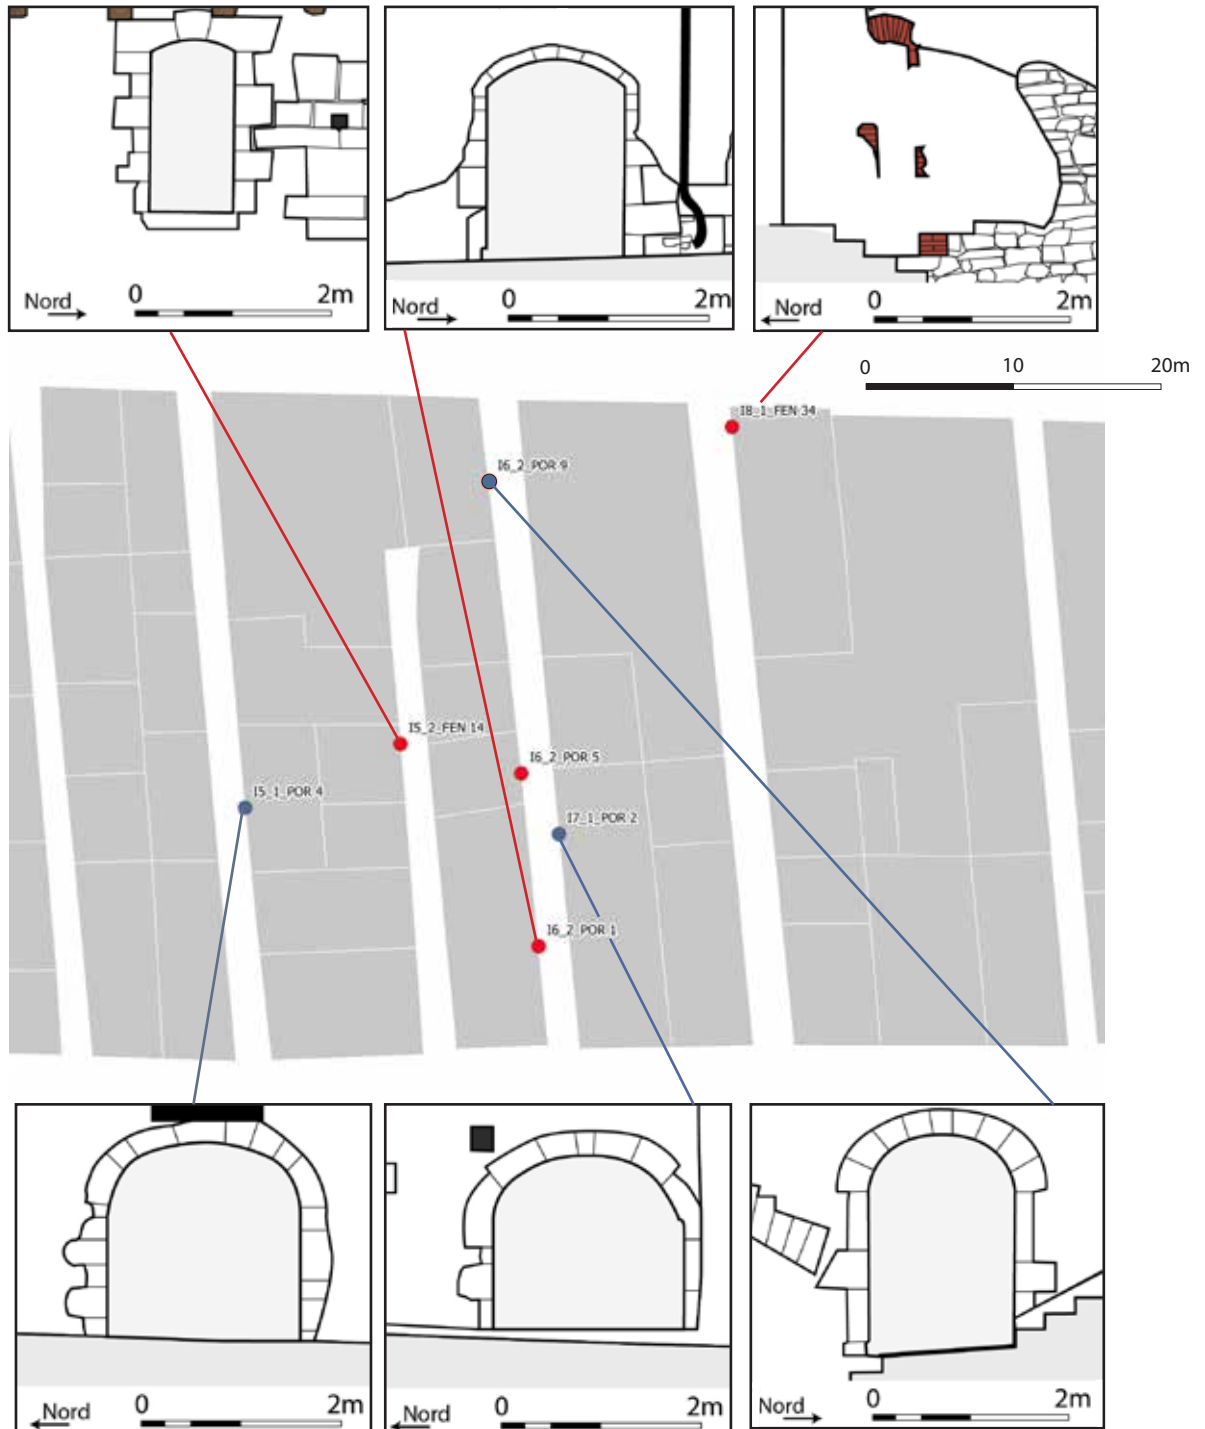 Nord
0 2m
Nord
0 2m
Nord
0 2m
0 10 20m
I8_1_FEN 34
I6_2_POR 9
I5_2_FEN 14
I6_2_POR 5
I5_1_POR 4
I7_1_POR 2
I6_2_POR 1
Nord
0 2m
Nord
0 2m
Nord
0 2m